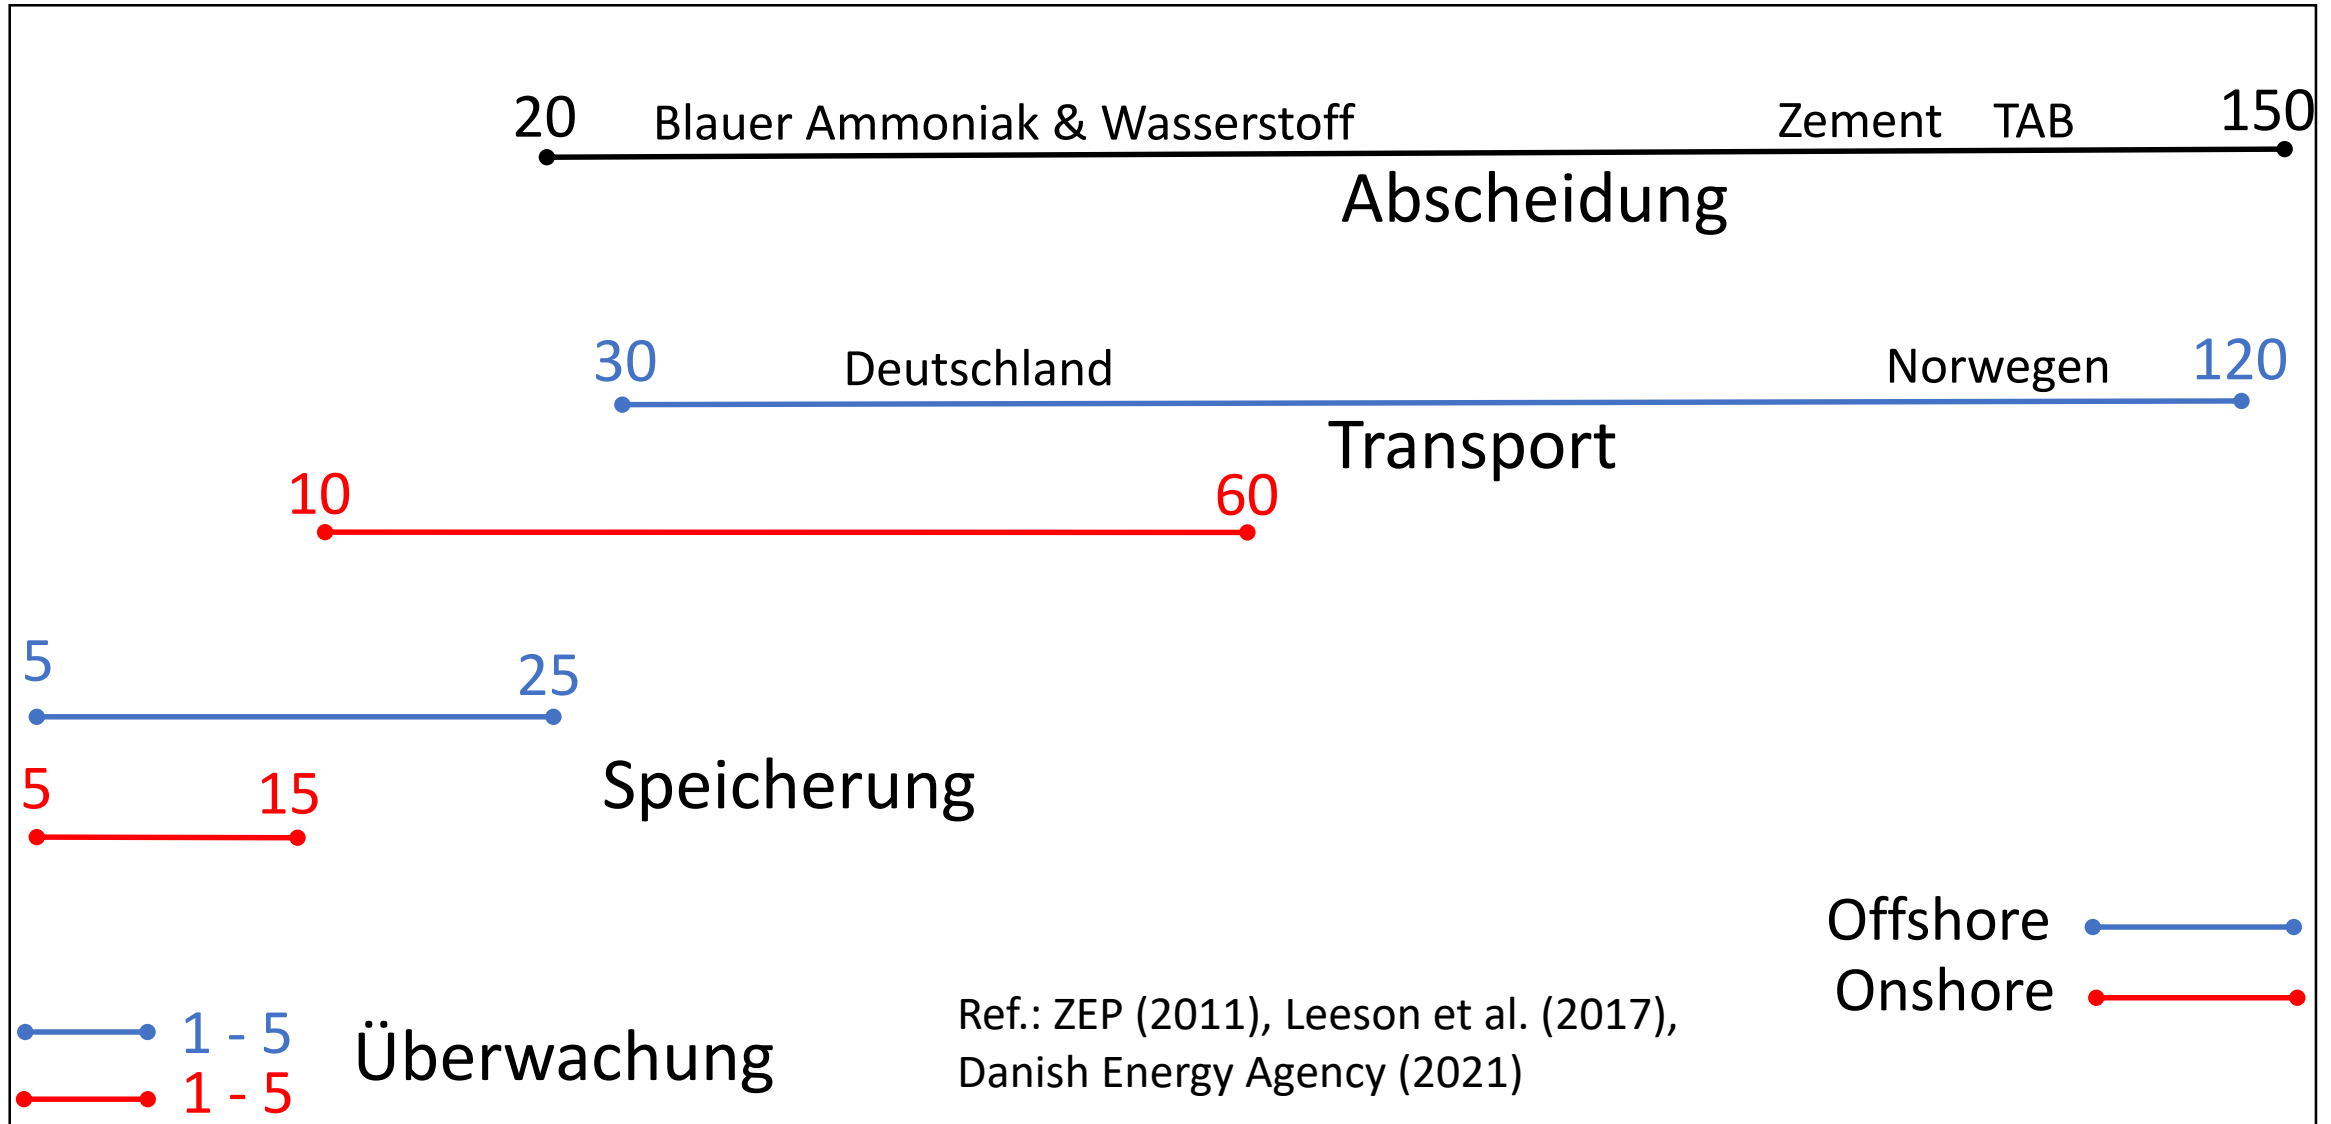 20 Blauer Ammoniak & Wasserstoff Zement TAB 150
Abscheidung
30 Deutschland Norwegen 120
Transport
10 60
5 25
Speicherung
5 15
Offshore
Onshore
1 - 5
Überwachung
1 - 5
Ref.: ZEP (2011), Leeson et al. (2017),
Danish Energy Agency (2021)